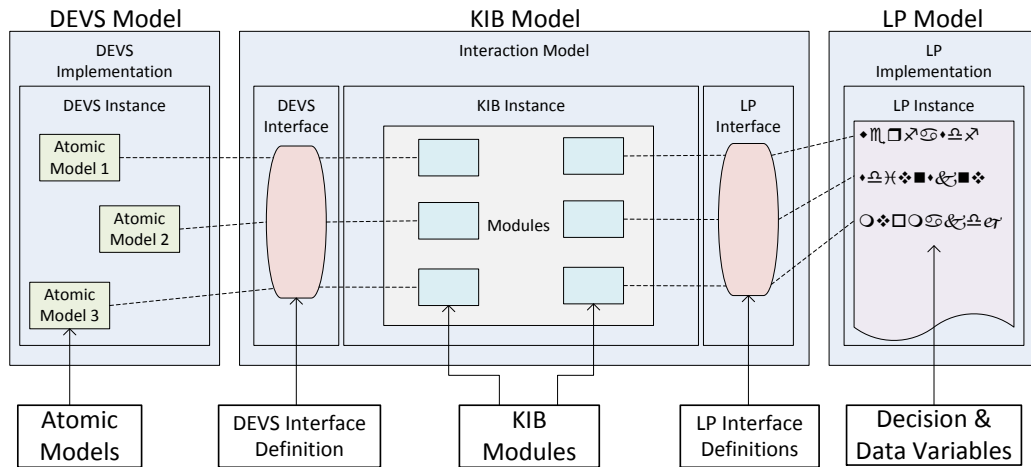 DEVS Model
KIB Model
LP Model
DEVS
Implementation
Interaction Model
LP
Implementation
DEVS Instance
DEVS
Interface
KIB Instance
LP
Interface
LP Instance
Atomic
Model 1
Atomic
Model 2
Atomic
Model 3
Modules
Atomic
Models
DEVS Interface
Definition
KIB
Modules
LP Interface
Definitions
Decision &
Data Variables